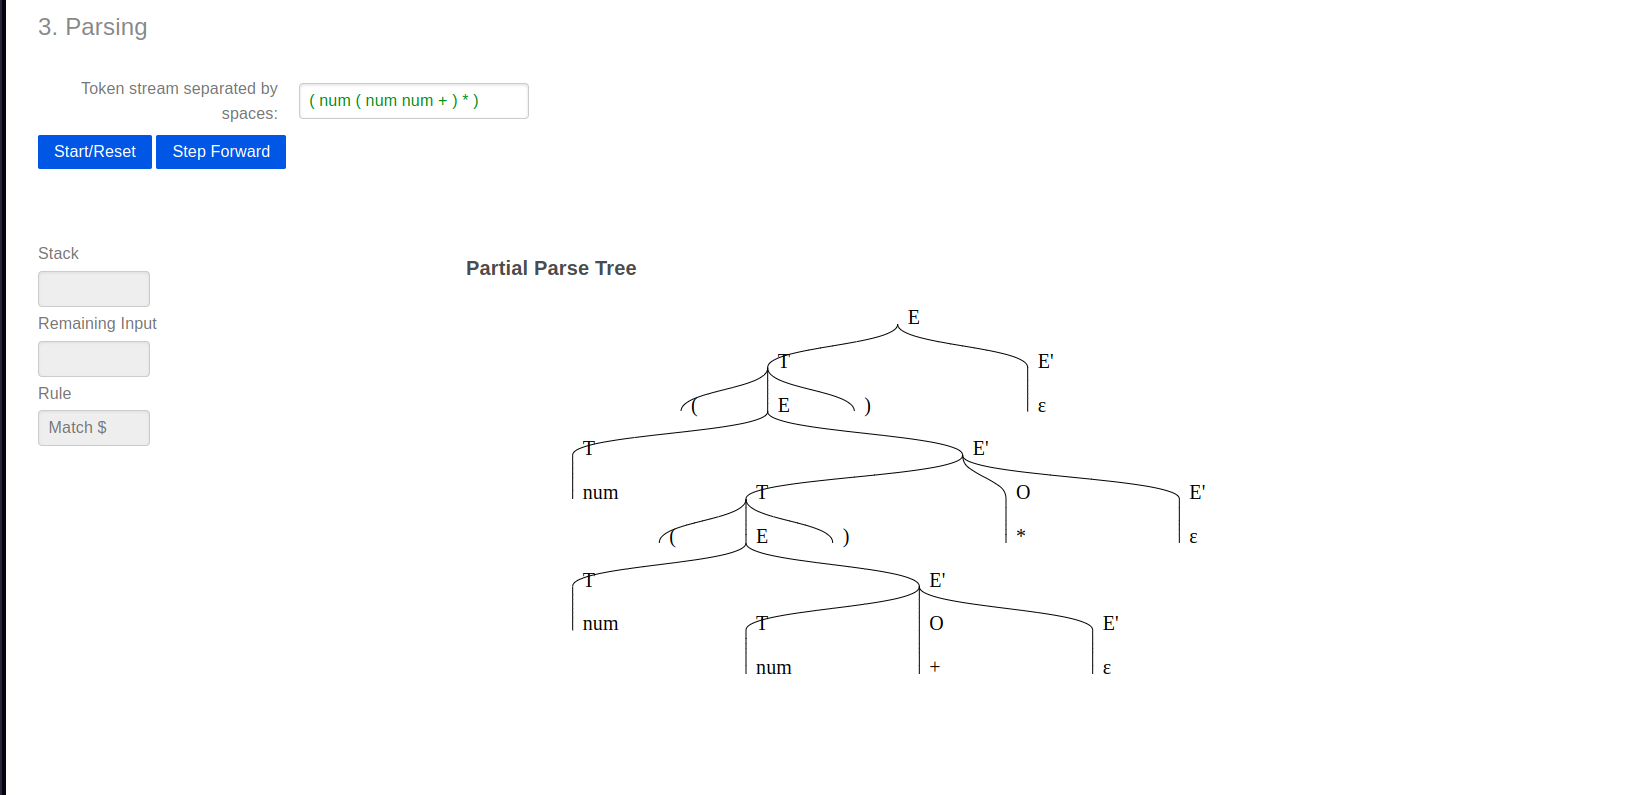 3. Parsing
Token stream separated by
spaces:
( num ( num num + ) * )
Start/Reset Step Forward
Stack
Partial Parse Tree
Remaining Input
Rule
Match $
E
T E'
( E ) ε
T E'
num T O E'
( E ) * ε
T E'
num T O E'
num + ε